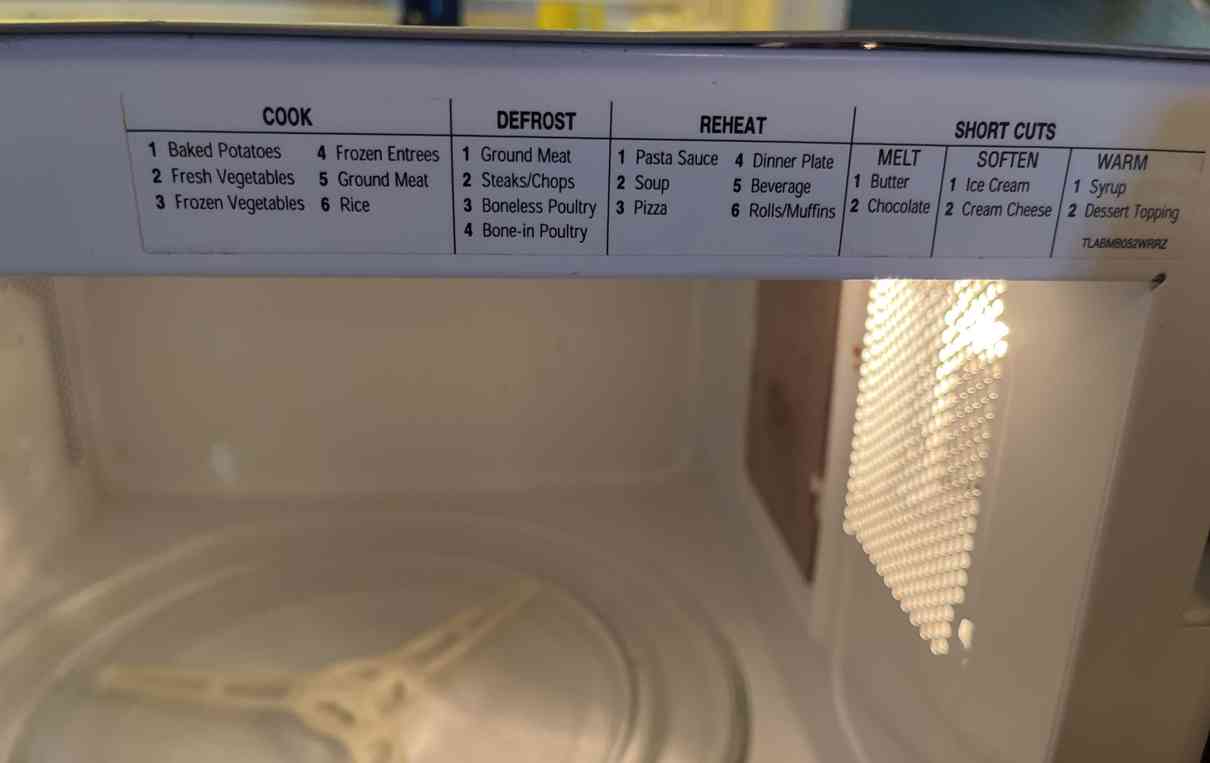 COOK
1 Baked Potatoes
2 Fresh Vegetables
3 Frozen Vegetables
4 Frozen Entrees
5 Ground Meat
6 Rice
DEFROST
1 Ground Meat
2 Steaks/Chops
3 Boneless Poultry
4 Bone-in Poultry
REHEAT
1 Pasta Sauce
2 Soup
3 Pizza
4 Dinner Plate
5 Beverage
6 Rolls/Muffins
SHORT CUTS
MELT
1 Butter
2 Chocolate
SOFTEN
1 Ice Cream
2 Cream Cheese
WARM
1 Syrup
2 Dessert Topping
TLABMB052WRRZ